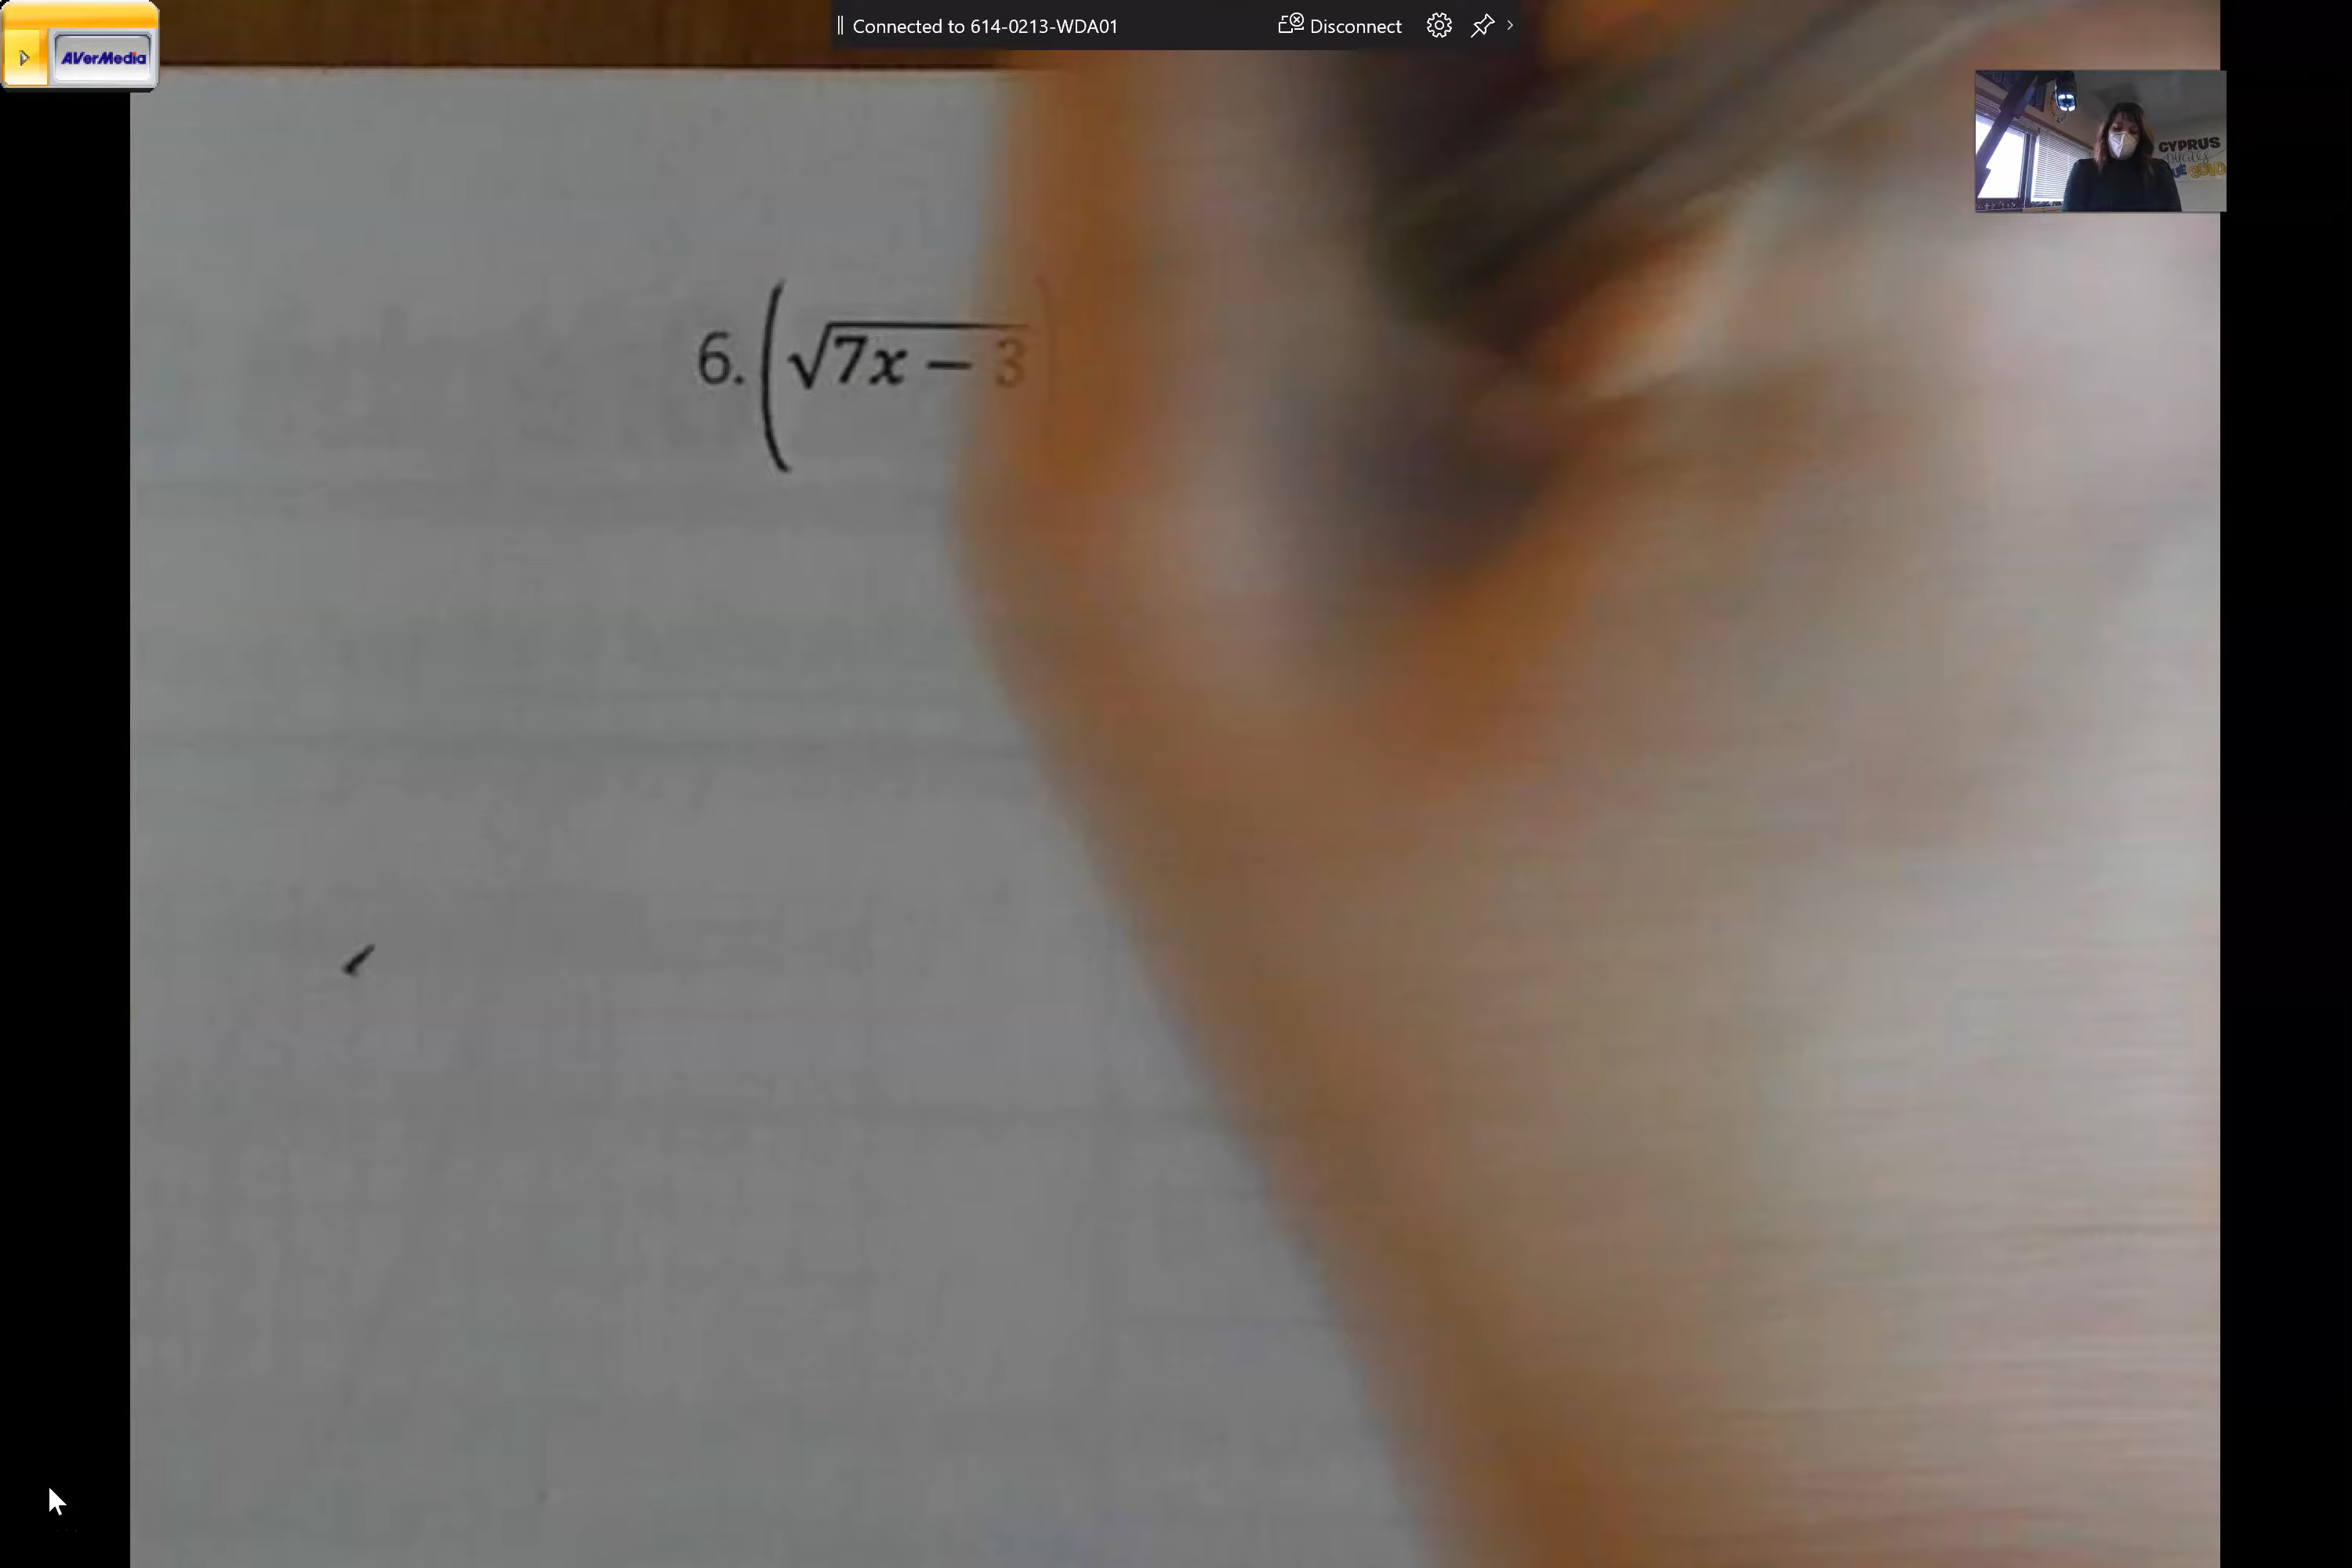 Connected to 614-0213-WDA01 Disconnect
AVerMedia
CYPRUS
6. (√7x − 3